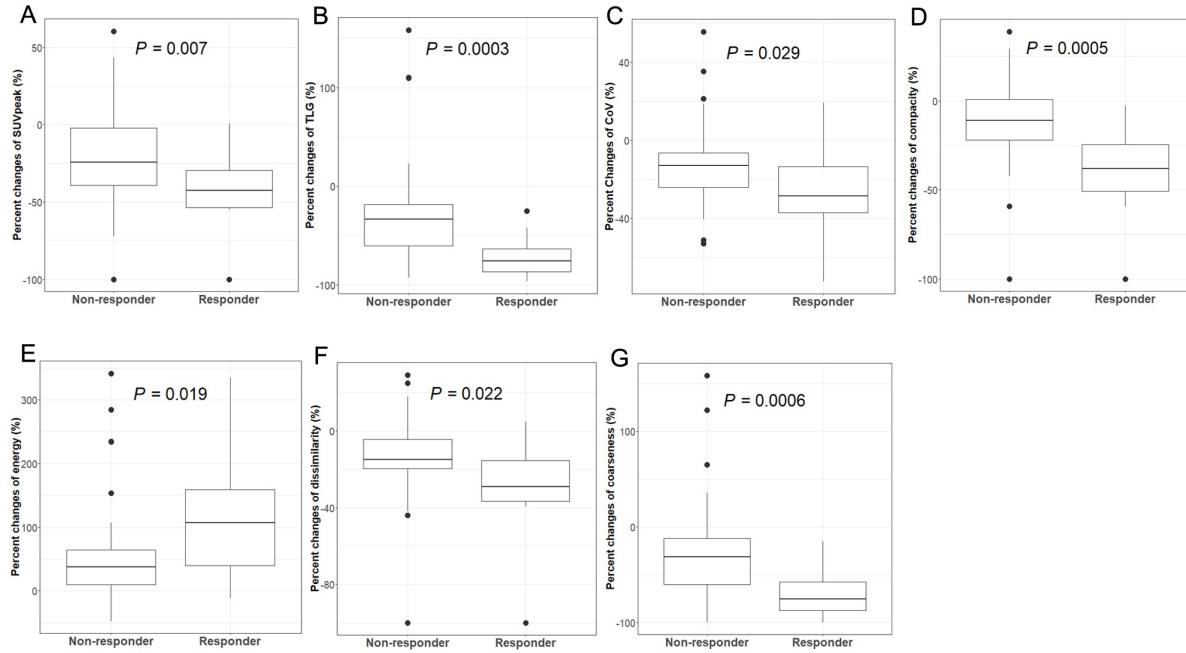 A
Percent changes of SUVpeak (%)
P = 0.007
50
0
-50
-100
Non-responder Responder
B
Percent changes of TLG (%)
P = 0.0003
100
0
-100
Non-responder Responder
C
Percent Changes of CoV (%)
P = 0.029
40
0
-40
Non-responder Responder
D
Percent changes of compacity (%)
P = 0.0005
0
-50
-100
Non-responder Responder
E
Percent changes of energy (%)
P = 0.019
300
200
100
0
Non-responder Responder
F
Percent changes of dissimilarity (%)
P = 0.022
0
-40
-80
Non-responder Responder
G
Percent changes of coarseness (%)
P = 0.0006
100
0
-100
Non-responder Responder